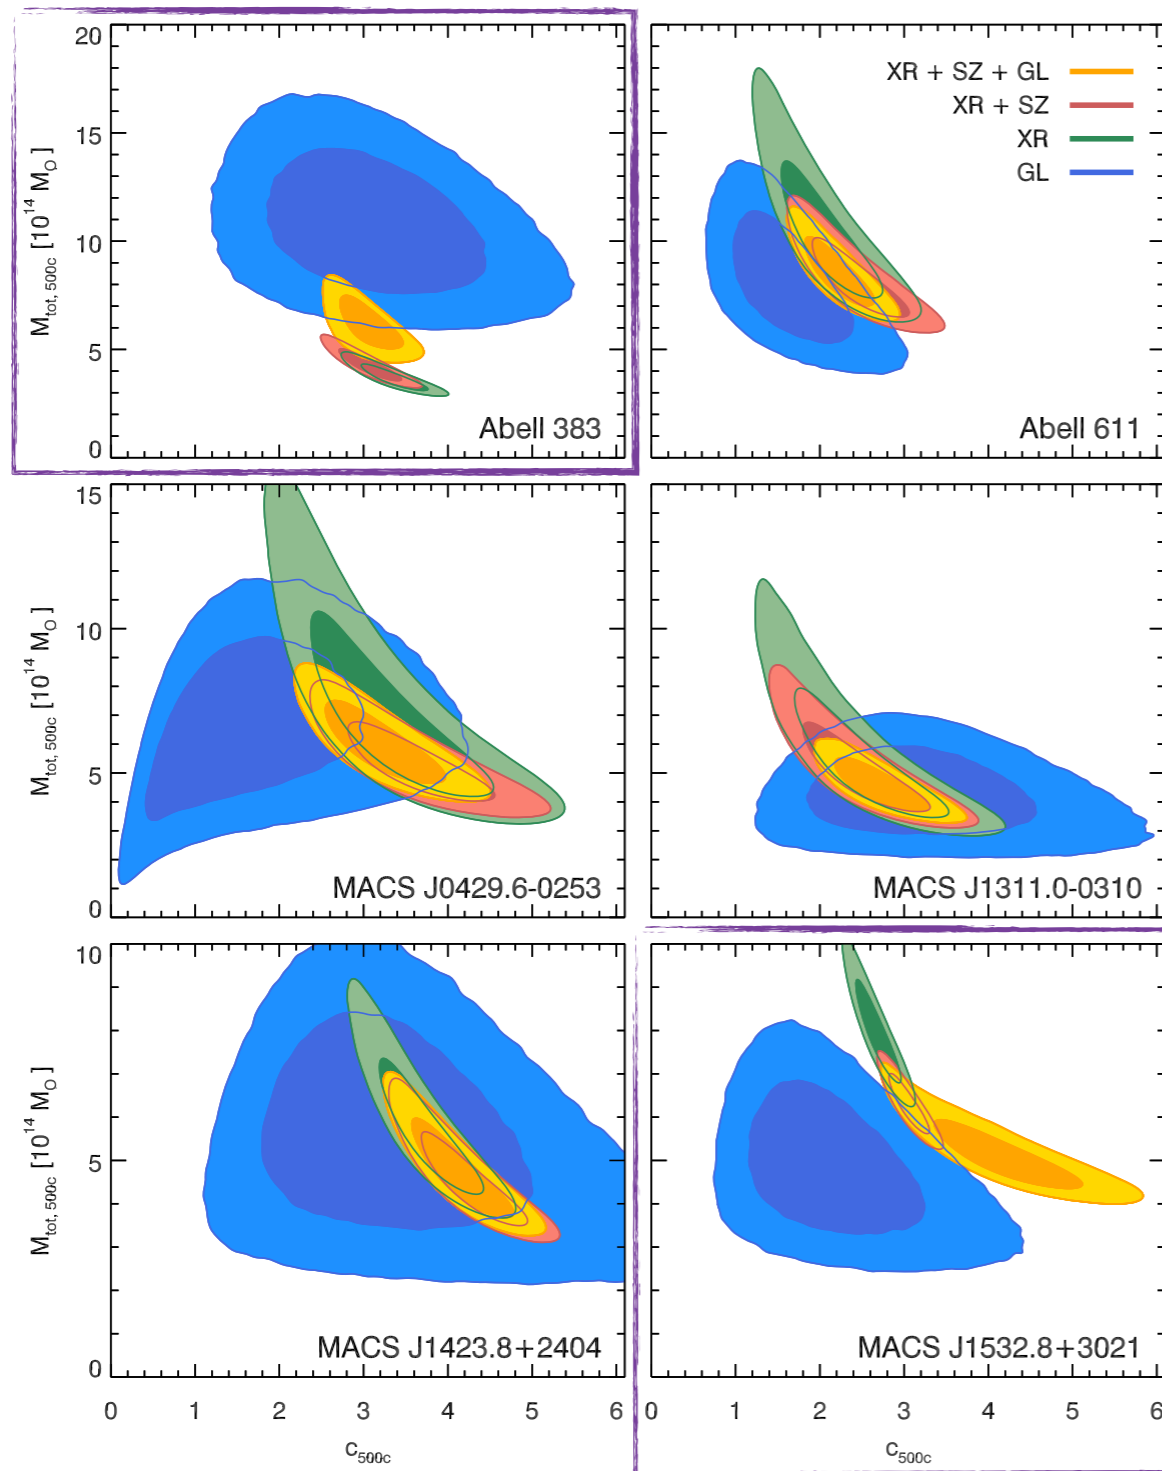 20
15
10
5
0
M_tot, 500c [10^14 M_O]
Abell 383
XR + SZ + GL
XR + SZ
XR
GL
Abell 611
15
10
5
0
M_tot, 500c [10^14 M_O]
MACS J0429.6-0253
MACS J1311.0-0310
10
5
0
M_tot, 500c [10^14 M_O]
MACS J1423.8+2404
MACS J1532.8+3021
0 1 2 3 4 5 6
0 1 2 3 4 5 6
c_500c
c_500c